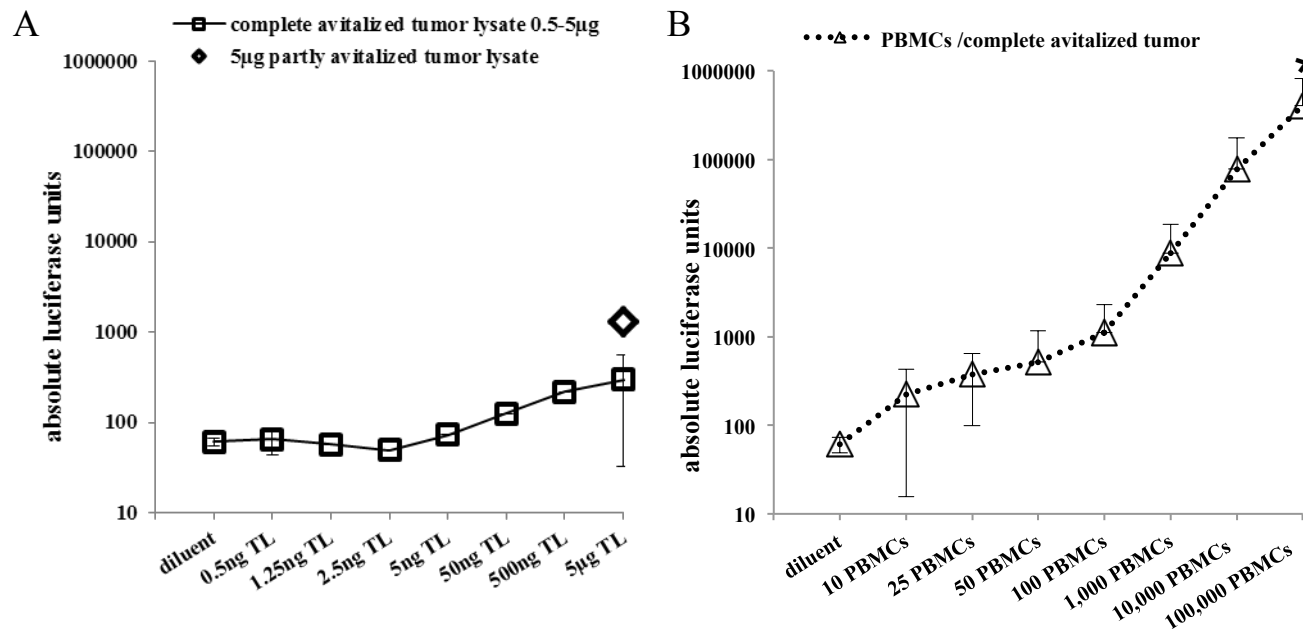 A
complete avitalized tumor lysate 0.5-5μg
5μg partly avitalized tumor lysate
absolute luciferase units
1000000
100000
10000
1000
100
10
diluent
0.5ng TL
1.25ng TL
2.5ng TL
5ng TL
50ng TL
500ng TL
5μg TL
B
PBMCs /complete avitalized tumor
absolute luciferase units
1000000
100000
10000
1000
100
10
diluent
10 PBMCs
25 PBMCs
50 PBMCs
100 PBMCs
1,000 PBMCs
10,000 PBMCs
100,000 PBMCs